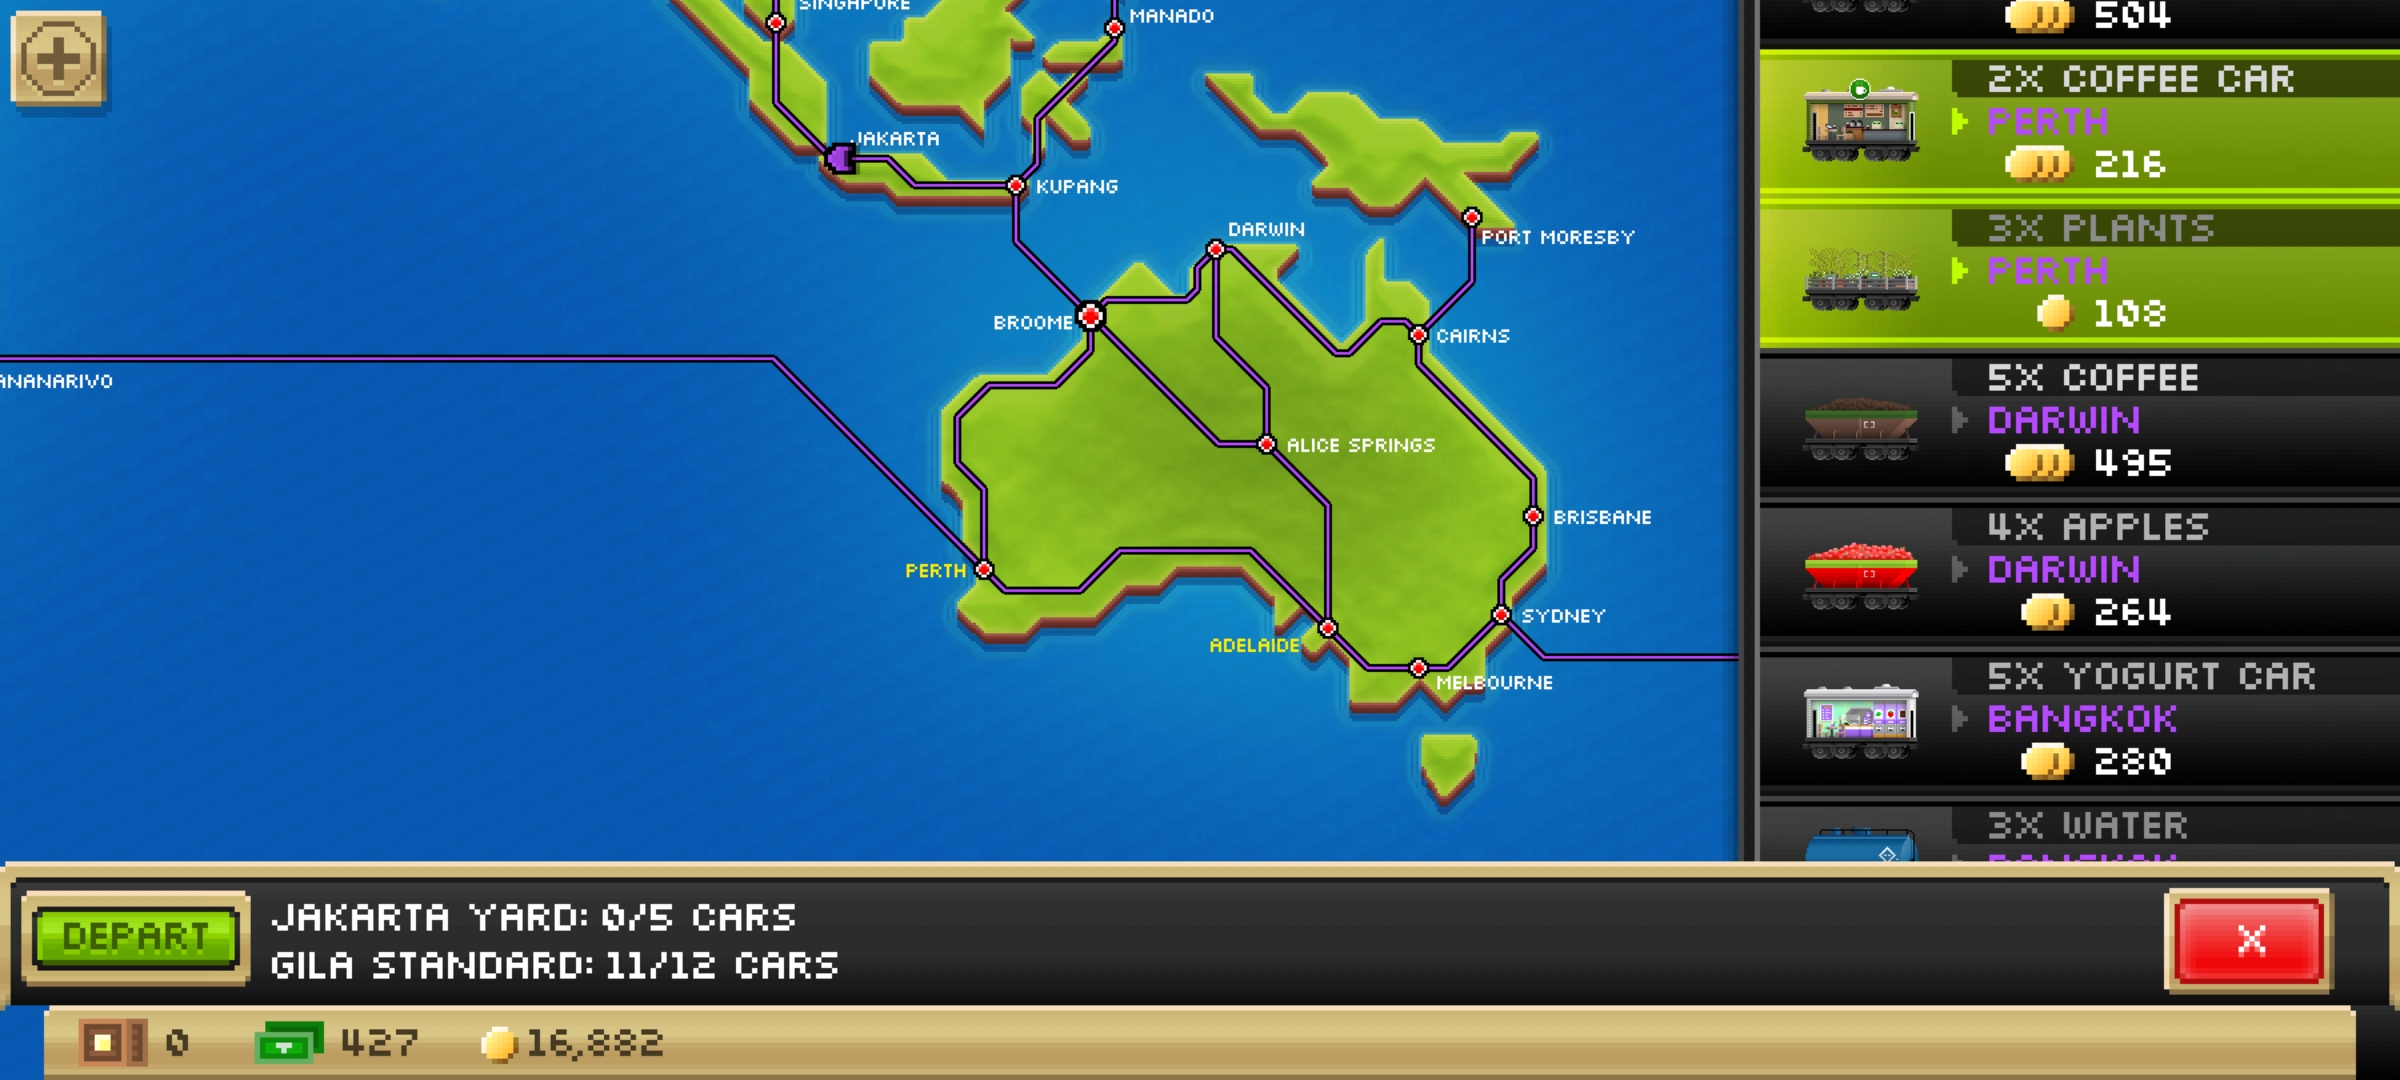 SINGAPORE
MANADO
JAKARTA
KUPANG
DARWIN
PORT MORESBY
BROOME
CAIRNS
ANANARIVO
ALICE SPRINGS
BRISBANE
PERTH
SYDNEY
ADELAIDE
MELBOURNE
504
2X COFFEE CAR
PERTH
216
3X PLANTS
PERTH
108
5X COFFEE
DARWIN
495
4X APPLES
DARWIN
264
5X YOGURT CAR
BANGKOK
280
3X WATER
BANGKOK
DEPART
JAKARTA YARD: 0/5 CARS
GILA STANDARD: 11/12 CARS
X
0
427
16,882